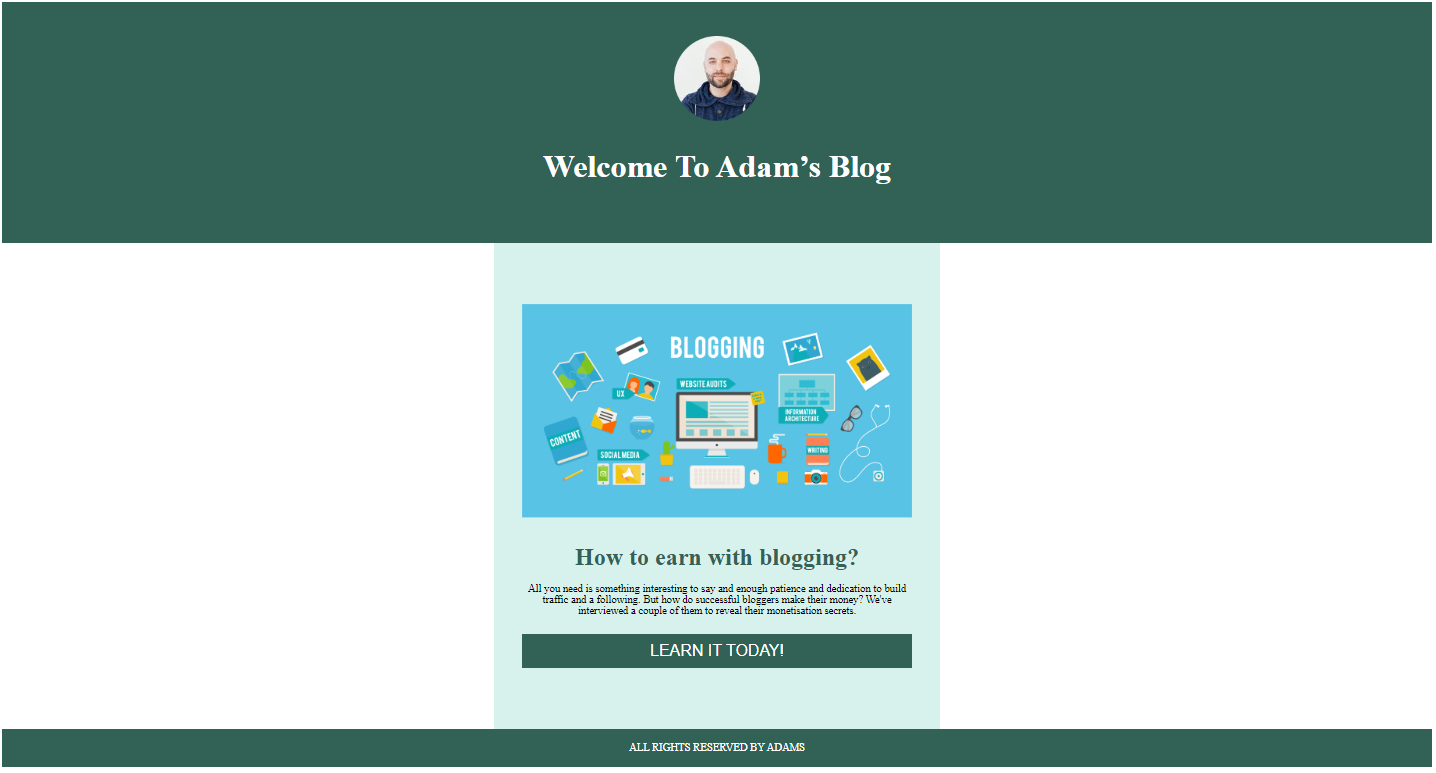 Welcome To Adam’s Blog
BLOGGING
WEBSITE AUDITS
UX
INFORMATION
ARCHITECTURE
CONTENT
WRITING
SOCIAL MEDIA
How to earn with blogging?
All you need is something interesting to say and enough patience and dedication to build
traffic and a following. But how do successful bloggers make their money? We've
interviewed a couple of them to reveal their monetisation secrets.
LEARN IT TODAY!
ALL RIGHTS RESERVED BY ADAMS